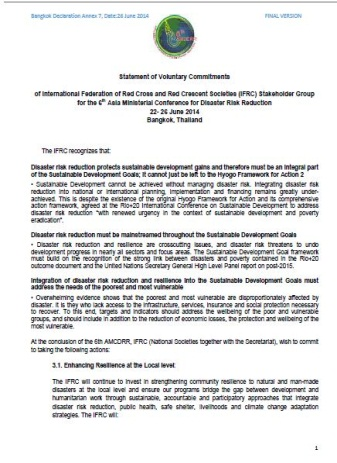 Bangkok Declaration Annex 7, Date:26 June 2014 FINAL VERSION
Statement of Voluntary Commitments
of International Federation of Red Cross and Red Crescent Societies (IFRC) Stakeholder Group
for the 6th Asia Ministerial Conference for Disaster Risk Reduction
22- 26 June 2014
Bangkok, Thailand
The IFRC recognizes that:
Disaster risk reduction protects sustainable development gains and therefore must be an integral part
of the Sustainable Development Goals; it cannot just be left to the Hyogo Framework for Action 2
• Sustainable Development cannot be achieved without managing disaster risk. Integrating disaster risk
reduction into national or international planning, implementation and financing remains greatly under-
achieved. This is despite the existence of the original Hyogo Framework for Action and its comprehensive
action framework, agreed at the Rio+20 International Conference on Sustainable Development to address
disaster risk reduction "with renewed urgency in the context of sustainable development and poverty
eradication".
Disaster risk reduction must be mainstreamed throughout the Sustainable Development Goals
• Disaster risk reduction and resilience are crosscutting issues, and disaster risk threatens to undo
development progress in nearly all sectors and focus areas. The Sustainable Development Goal framework
must build on the recognition of the strong link between disasters and poverty contained in the Rio+20
outcome document and the United Nations Secretary General High Level Panel report on post-2015.
Integration of disaster risk reduction and resilience into the Sustainable Development Goals must
address the needs of the poorest and most vulnerable
• Overwhelming evidence shows that the poorest and most vulnerable are disproportionately affected by
disaster. It is they who lack access to the infrastructure, services, insurance and social protection necessary
to recover. To this end, targets and indicators should address the wellbeing of the poor and vulnerable
groups, and should include in addition to the reduction of economic losses, the protection and wellbeing of the
most vulnerable.
At the conclusion of the 6th AMCDRR, IFRC (National Societies together with the Secretariat), wish to commit
to taking the following actions:
3.1. Enhancing Resilience at the Local level:
The IFRC will continue to invest in strengthening community resilience to natural and man-made
disasters at the local level and ensure our programs bridge the gap between development and
humanitarian work through sustainable, accountable and participatory approaches that integrate
disaster risk reduction, public health, safe shelter, livelihoods and climate change adaptation
strategies. The IFRC will:
1